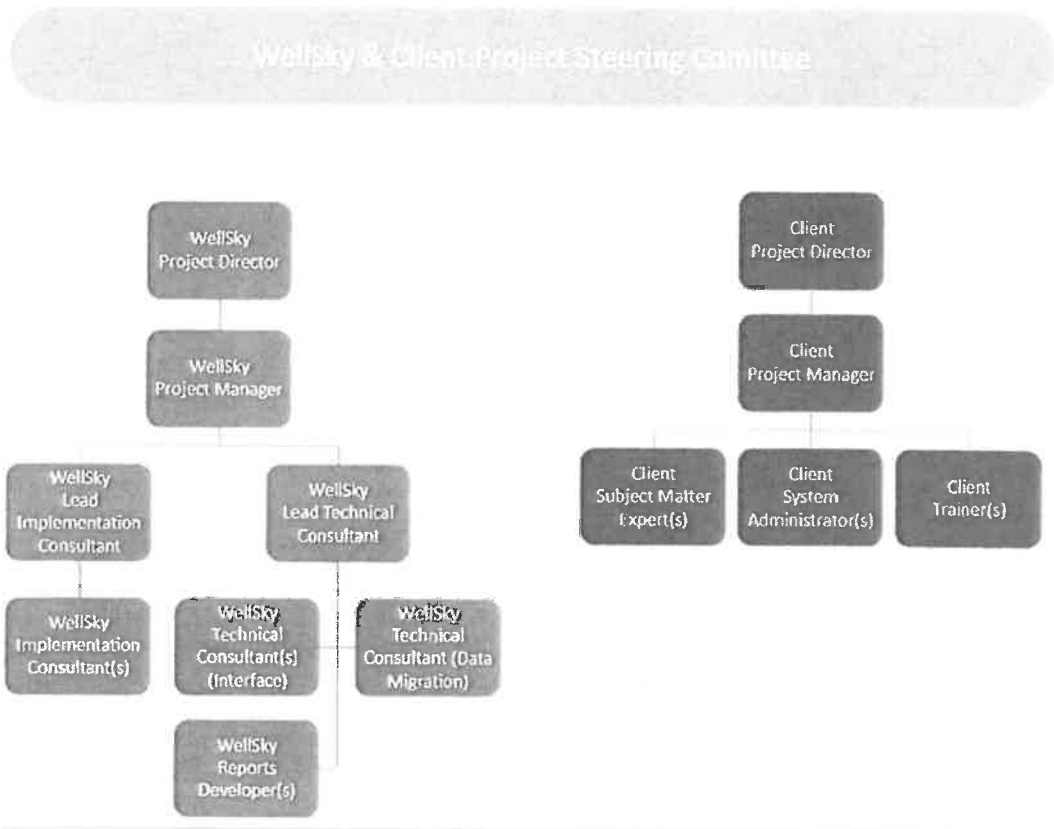 WellSky & Client Project Steering Comittee
WellSky
Project Director
WellSky
Project Manager
WellSky
Lead
Implementation
Consultant
WellSky
Lead Technical
Consultant
WellSky
Implementation
Consultant(s)
WellSky
Technical
Consultant(s)
(Interface)
WellSky
Technical
Consultant (Data
Migration)
WellSky
Reports
Developer(s)
Client
Project Director
Client
Project Manager
Client
Subject Matter
Expert(s)
Client
System
Administrator(s)
Client
Trainer(s)